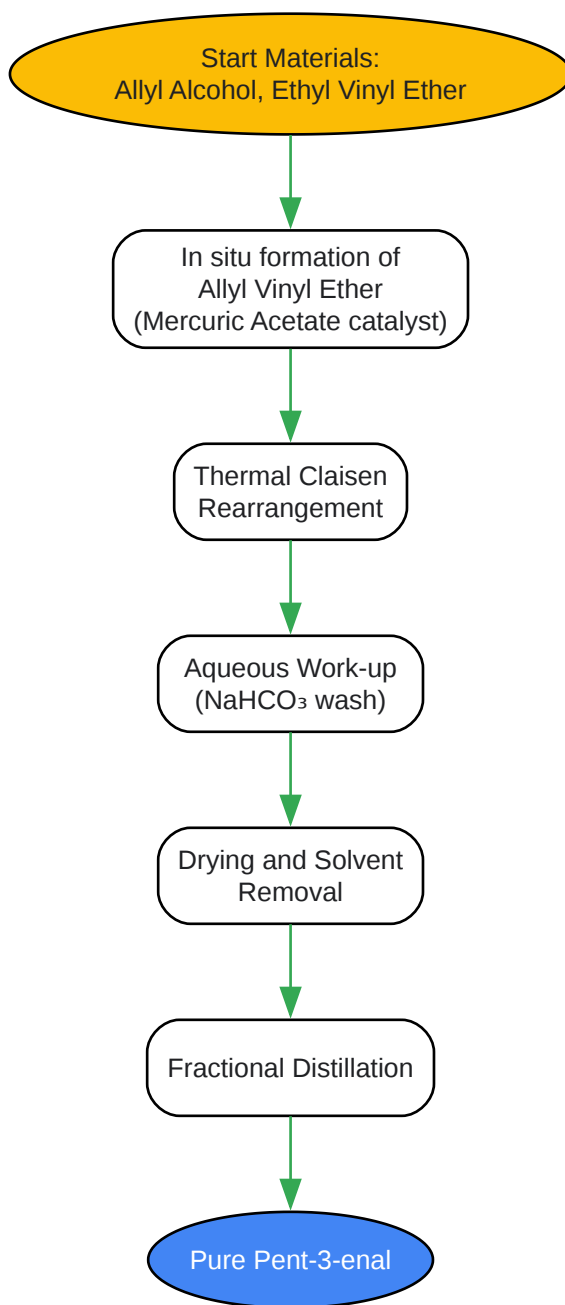 Start Materials:
Allyl Alcohol, Ethyl Vinyl Ether
In situ formation of
Allyl Vinyl Ether
(Mercuric Acetate catalyst)
Thermal Claisen
Rearrangement
Aqueous Work-up
(NaHCO₃ wash)
Drying and Solvent
Removal
Fractional Distillation
Pure Pent-3-enal